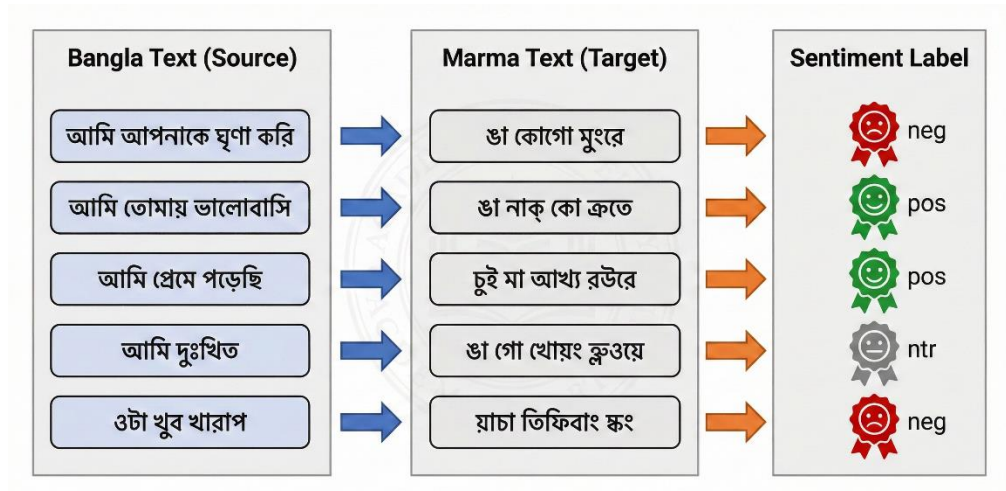 Bangla Text (Source) Marma Text (Target) Sentiment Label
আমি আপনাকে ঘৃণা করি ঙা কোগো মুংরে neg
আমি তোমায় ভালোবাসি ঙা নাক্ কো ক্রতে pos
আমি প্রেমে পড়েছি চুই মা আখ্য রউরে pos
আমি দুঃখিত ঙা গো খোয়ং ত্লুওয়ে ntr
ওটা খুব খারাপ য়াচা তিফিবাং স্কং neg